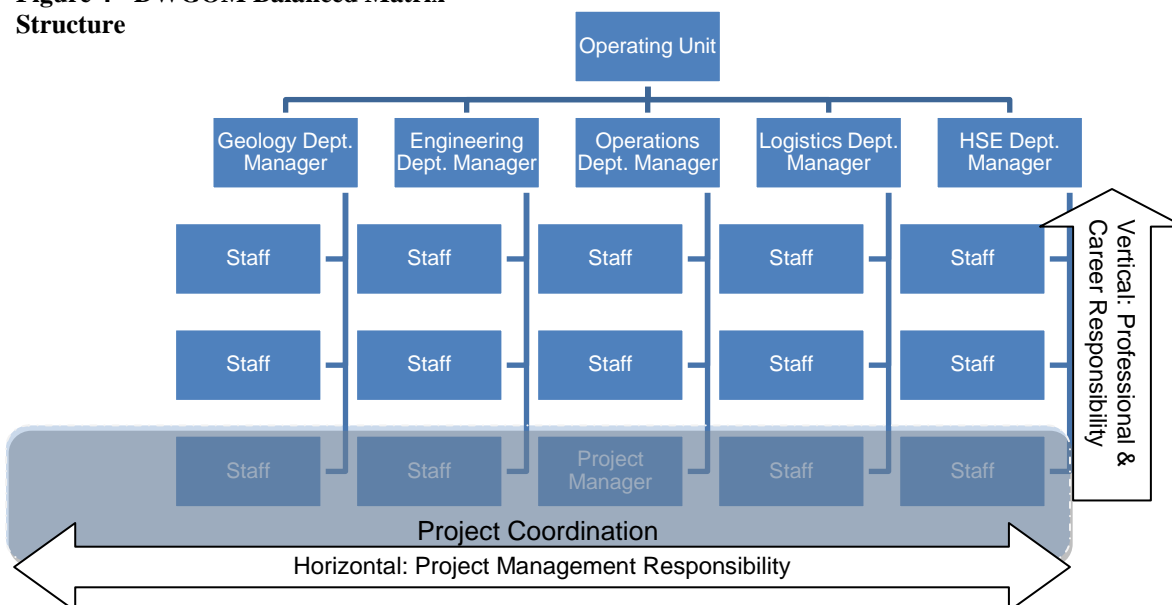 Structure
Operating Unit
Geology Dept.
Manager
Engineering
Dept. Manager
Operations
Dept. Manager
Logistics Dept.
Manager
HSE Dept.
Manager
Staff
Staff
Staff
Staff
Staff
Staff
Staff
Staff
Staff
Staff
Staff
Staff
Project
Manager
Staff
Staff
Vertical: Professional &
Career Responsibility
Project Coordination
Horizontal: Project Management Responsibility